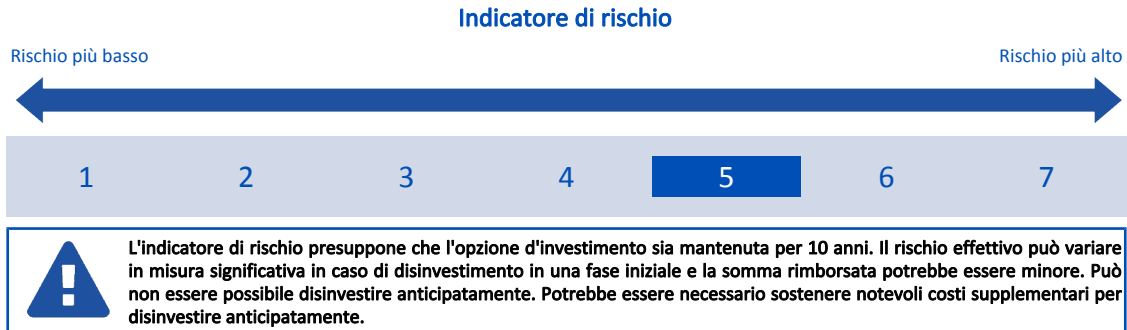 Indicatore di rischio
Rischio più basso
Rischio più alto
1 2 3 4 5 6 7
L'indicatore di rischio presuppone che l'opzione d'investimento sia mantenuta per 10 anni. Il rischio effettivo può variare
in misura significativa in caso di disinvestimento in una fase iniziale e la somma rimborsata potrebbe essere minore. Può
non essere possibile disinvestire anticipatamente. Potrebbe essere necessario sostenere notevoli costi supplementari per
disinvestire anticipatamente.